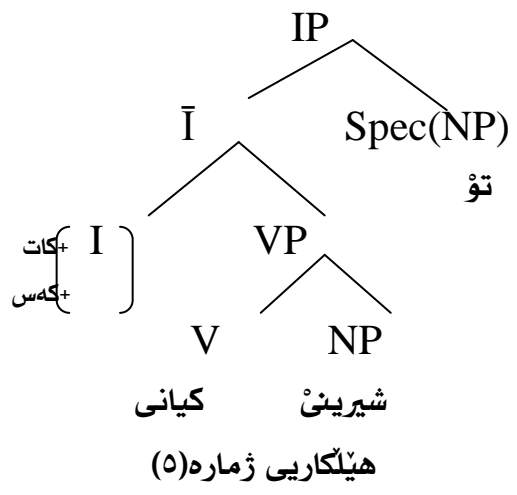 IP
Ī Spec(NP)
تۆ
I VP
+کات
+کەس
V NP
شیرینێ کیانی
هێڵکاریی ژمارە(٥)